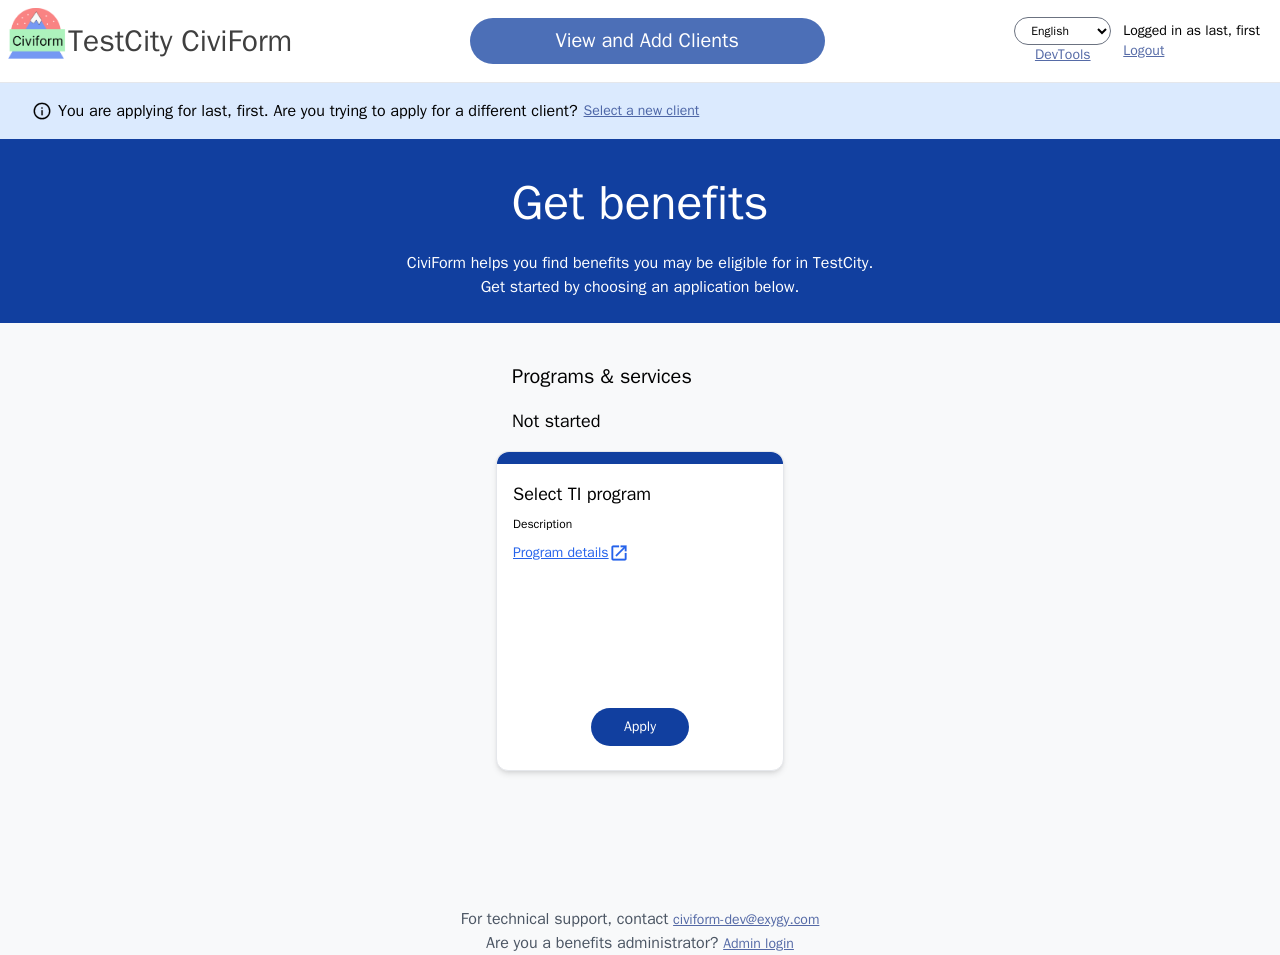 Civiform
TestCity CiviForm
View and Add Clients
English
DevTools
Logged in as last, first
Logout
You are applying for last, first. Are you trying to apply for a different client? Select a new client
Get benefits
CiviForm helps you find benefits you may be eligible for in TestCity.
Get started by choosing an application below.
Programs & services
Not started
Select TI program
Description
Program details
Apply
For technical support, contact civiform-dev@exygy.com
Are you a benefits administrator? Admin login